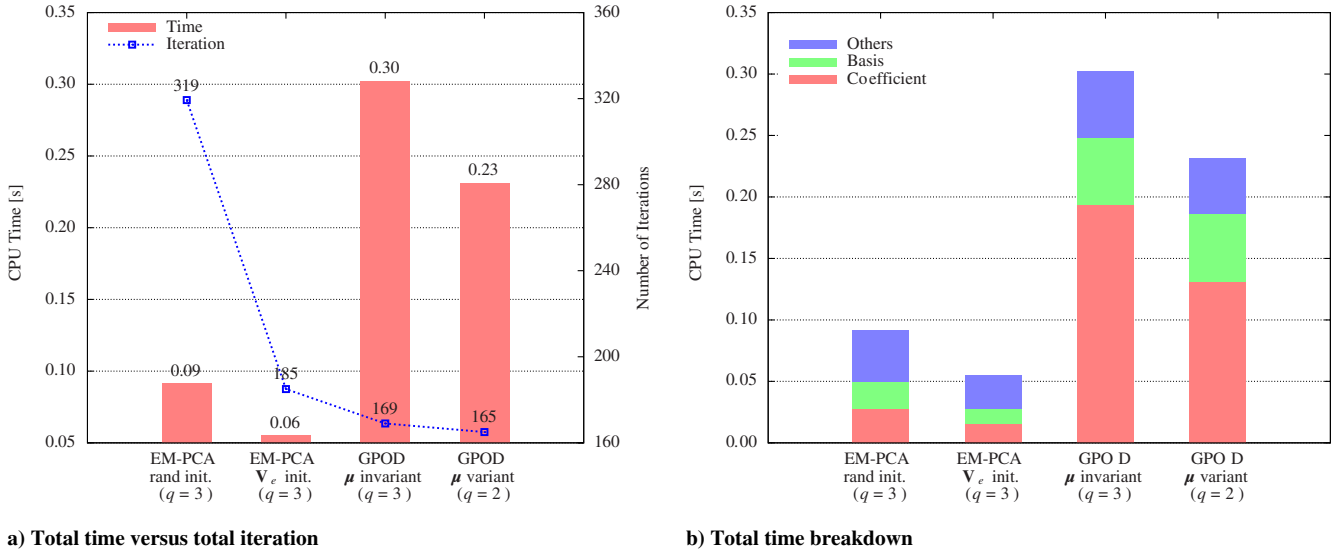 0.35
0.30
0.25
0.20
0.15
0.10
0.05
CPU Time [s]
Time
Iteration
319
0.09
185
0.06
0.30
169
0.23
165
360
320
280
240
200
160
Number of Iterations
EM-PCA
rand init.
(q = 3)
EM-PCA
Ve init.
(q = 3)
GPOD
μ invariant
(q = 3)
GPOD
μ variant
(q = 2)
a) Total time versus total iteration
0.35
0.30
0.25
0.20
0.15
0.10
0.05
0.00
CPU Time [s]
Others
Basis
Coefficient
EM-PCA
rand init.
(q = 3)
EM-PCA
Ve init.
(q = 3)
GPO D
μ invariant
(q = 3)
GPO D
μ variant
(q = 2)
b) Total time breakdown